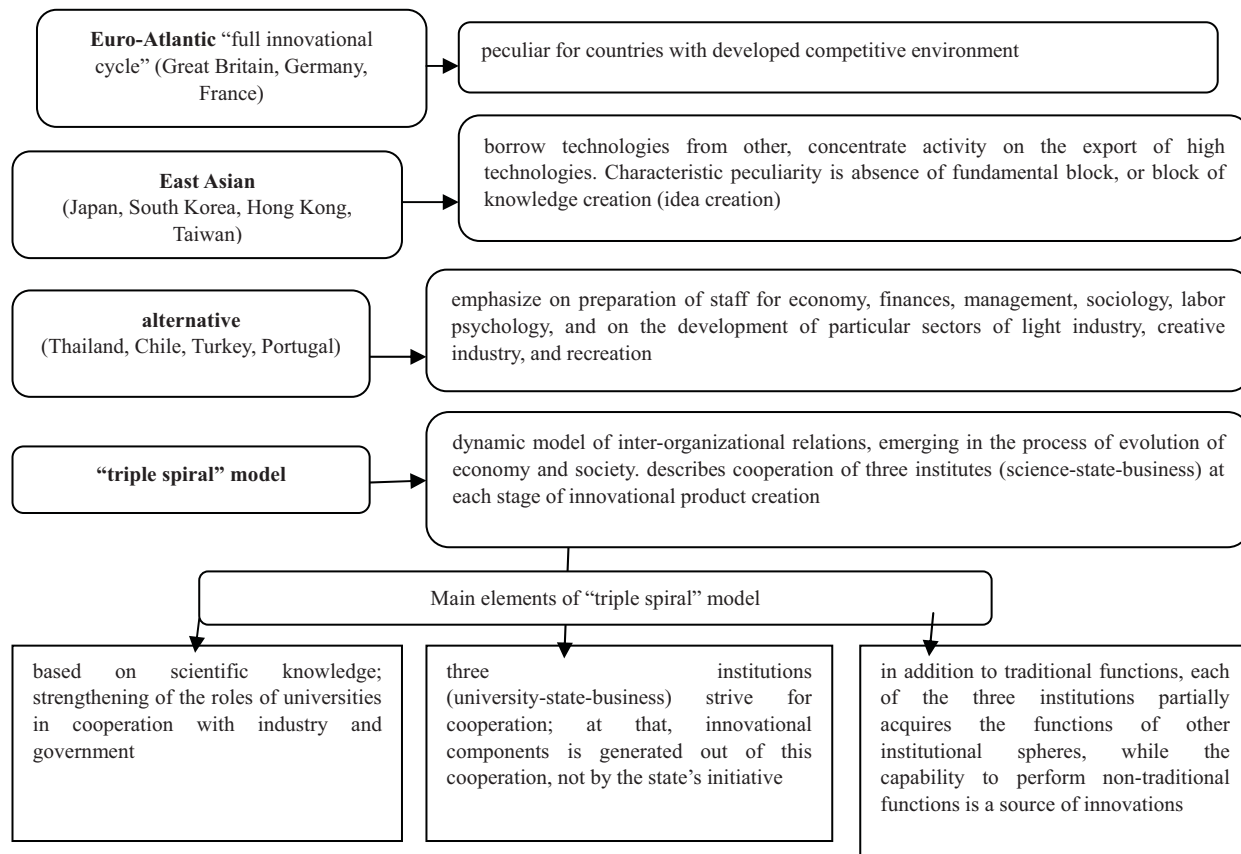 Euro-Atlantic “full innovational
cycle” (Great Britain, Germany,
France)
peculiar for countries with developed competitive environment
East Asian
(Japan, South Korea, Hong Kong,
Taiwan)
borrow technologies from other, concentrate activity on the export of high
technologies. Characteristic peculiarity is absence of fundamental block, or block of
knowledge creation (idea creation)
alternative
(Thailand, Chile, Turkey, Portugal)
emphasize on preparation of staff for economy, finances, management, sociology, labor
psychology, and on the development of particular sectors of light industry, creative
industry, and recreation
“triple spiral” model
dynamic model of inter-organizational relations, emerging in the process of evolution of
economy and society. describes cooperation of three institutes (science-state-business) at
each stage of innovational product creation
Main elements of “triple spiral” model
based on scientific knowledge;
strengthening of the roles of universities
in cooperation with industry and
government
three institutions
(university-state-business) strive for
cooperation; at that, innovational
components is generated out of this
cooperation, not by the state’s initiative
in addition to traditional functions, each
of the three institutions partially
acquires the functions of other
institutional spheres, while the
capability to perform non-traditional
functions is a source of innovations